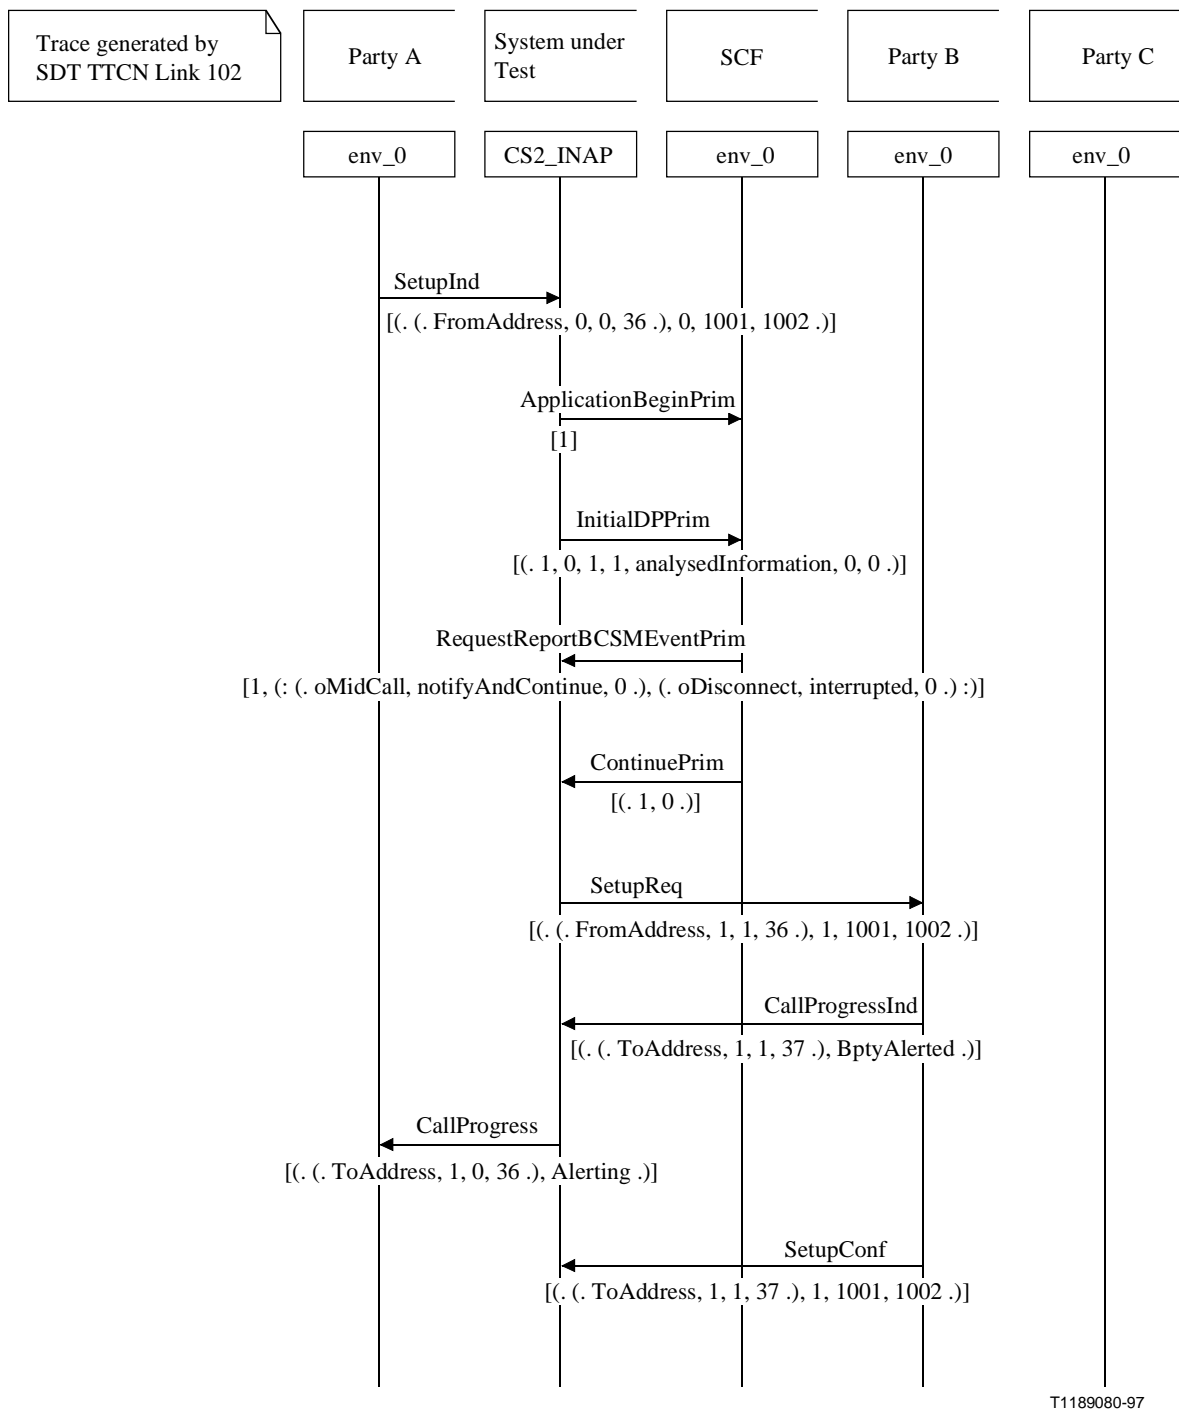 Trace generated by
SDT TTCN Link 102
Party A
System under
Test
SCF
Party B
Party C
env_0
CS2_INAP
env_0
env_0
env_0
SetupInd
[(. (. FromAddress, 0, 0, 36 .), 0, 1001, 1002 .)]
ApplicationBeginPrim
[1]
InitialDPPrim
[(. 1, 0, 1, 1, analysedInformation, 0, 0 .)]
RequestReportBCSMEventPrim
[1, (: (. oMidCall, notifyAndContinue, 0 .), (. oDisconnect, interrupted, 0 .) :)]
ContinuePrim
[(. 1, 0 .)]
SetupReq
[(. (. FromAddress, 1, 1, 36 .), 1, 1001, 1002 .)]
CallProgressInd
[(. (. ToAddress, 1, 1, 37 .), BptyAlerted .)]
CallProgress
[(. (. ToAddress, 1, 0, 36 .), Alerting .)]
SetupConf
[(. (. ToAddress, 1, 1, 37 .), 1, 1001, 1002 .)]
T1189080-97